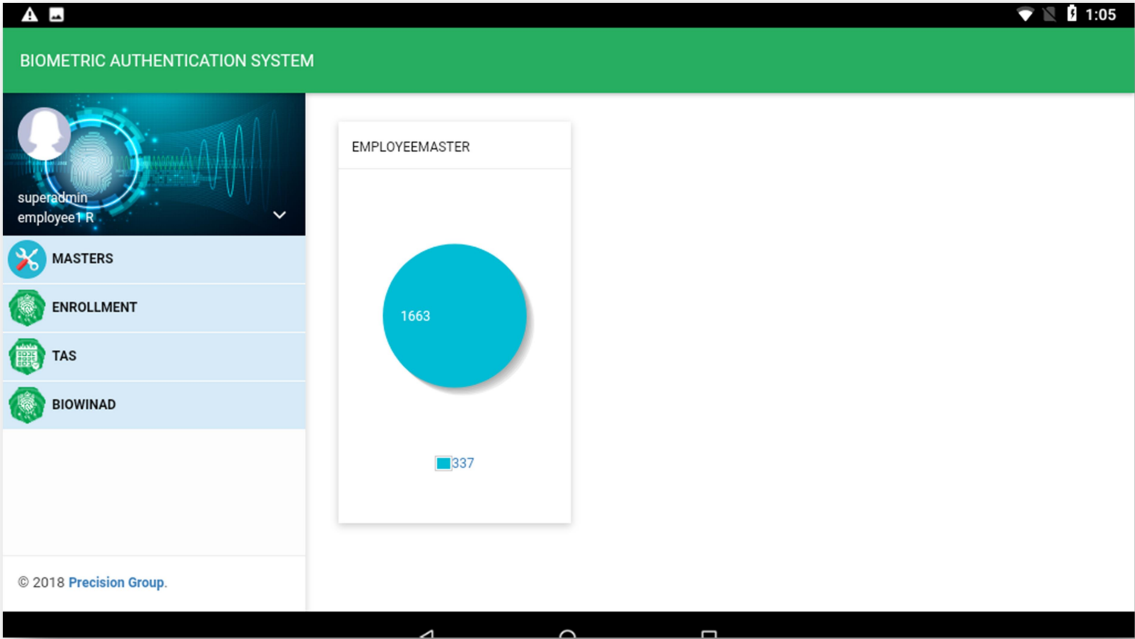 1:05
BIOMETRIC AUTHENTICATION SYSTEM
superadmin
employee1 R
MASTERS
ENROLLMENT
TAS
BIOWINAD
© 2018 Precision Group.
EMPLOYEEMASTER
1663
337